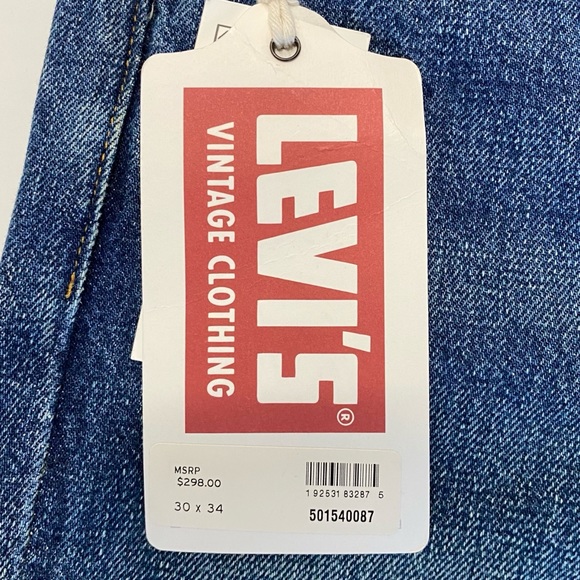 LEVI'S®
VINTAGE CLOTHING
MSRP
$298.00
30 x 34
1 92531 83287 5
501540087